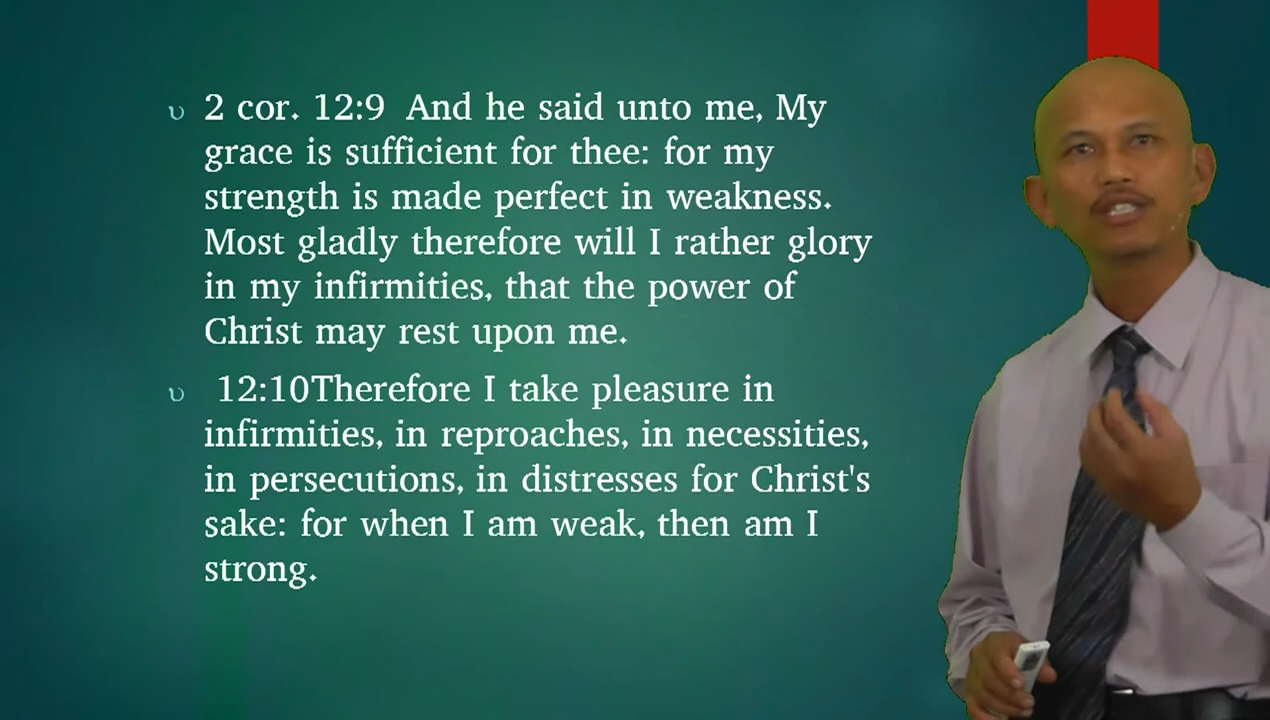 2 cor. 12:9 And he said unto me, My
grace is sufficient for thee: for my
strength is made perfect in weakness.
Most gladly therefore will I rather glory
in my infirmities, that the power of
Christ may rest upon me.
12:10Therefore I take pleasure in
infirmities, in reproaches, in necessities,
in persecutions, in distresses for Christ's
sake: for when I am weak, then am I
strong.